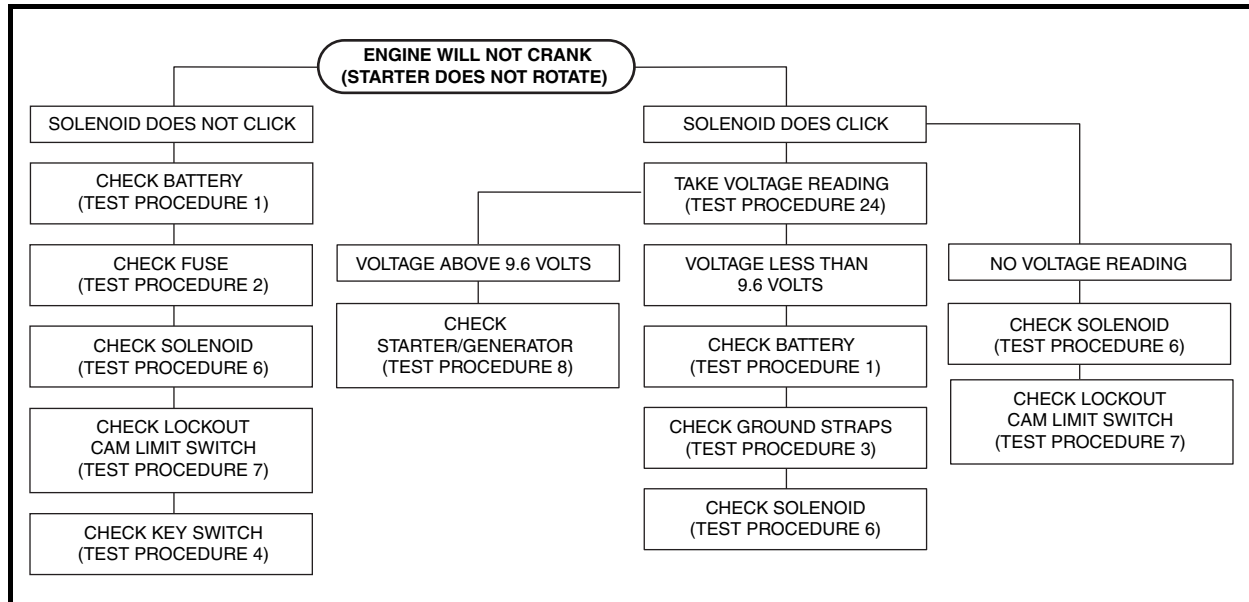 ENGINE WILL NOT CRANK
(STARTER DOES NOT ROTATE)
SOLENOID DOES NOT CLICK
CHECK BATTERY
(TEST PROCEDURE 1)
CHECK FUSE
(TEST PROCEDURE 2)
CHECK SOLENOID
(TEST PROCEDURE 6)
CHECK LOCKOUT
CAM LIMIT SWITCH
(TEST PROCEDURE 7)
CHECK KEY SWITCH
(TEST PROCEDURE 4)
SOLENOID DOES CLICK
TAKE VOLTAGE READING
(TEST PROCEDURE 24)
VOLTAGE ABOVE 9.6 VOLTS
CHECK
STARTER/GENERATOR
(TEST PROCEDURE 8)
VOLTAGE LESS THAN
9.6 VOLTS
CHECK BATTERY
(TEST PROCEDURE 1)
CHECK GROUND STRAPS
(TEST PROCEDURE 3)
CHECK SOLENOID
(TEST PROCEDURE 6)
NO VOLTAGE READING
CHECK SOLENOID
(TEST PROCEDURE 6)
CHECK LOCKOUT
CAM LIMIT SWITCH
(TEST PROCEDURE 7)